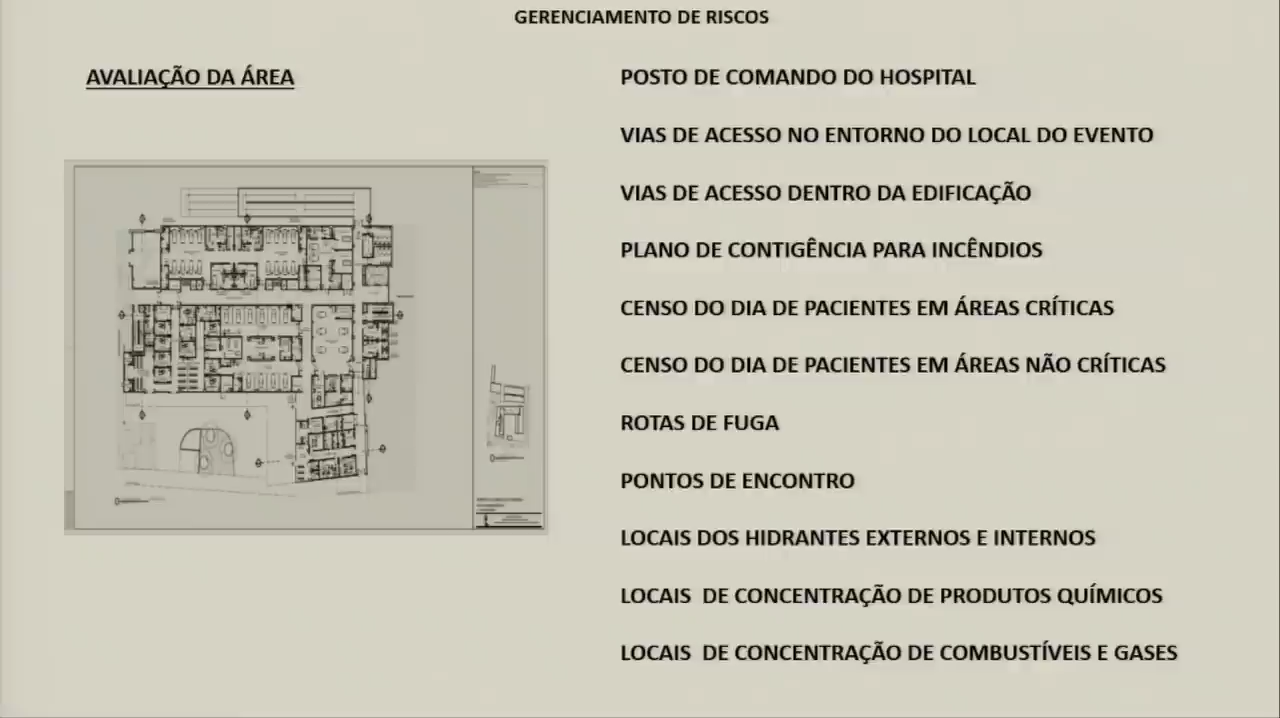 GERENCIAMENTO DE RISCOS
AVALIAÇÃO DA ÁREA
POSTO DE COMANDO DO HOSPITAL
VIAS DE ACESSO NO ENTORNO DO LOCAL DO EVENTO
VIAS DE ACESSO DENTRO DA EDIFICAÇÃO
PLANO DE CONTIGÊNCIA PARA INCÊNDIOS
CENSO DO DIA DE PACIENTES EM ÁREAS CRÍTICAS
CENSO DO DIA DE PACIENTES EM ÁREAS NÃO CRÍTICAS
ROTAS DE FUGA
PONTOS DE ENCONTRO
LOCAIS DOS HIDRANTES EXTERNOS E INTERNOS
LOCAIS DE CONCENTRAÇÃO DE PRODUTOS QUÍMICOS
LOCAIS DE CONCENTRAÇÃO DE COMBUSTÍVEIS E GASES